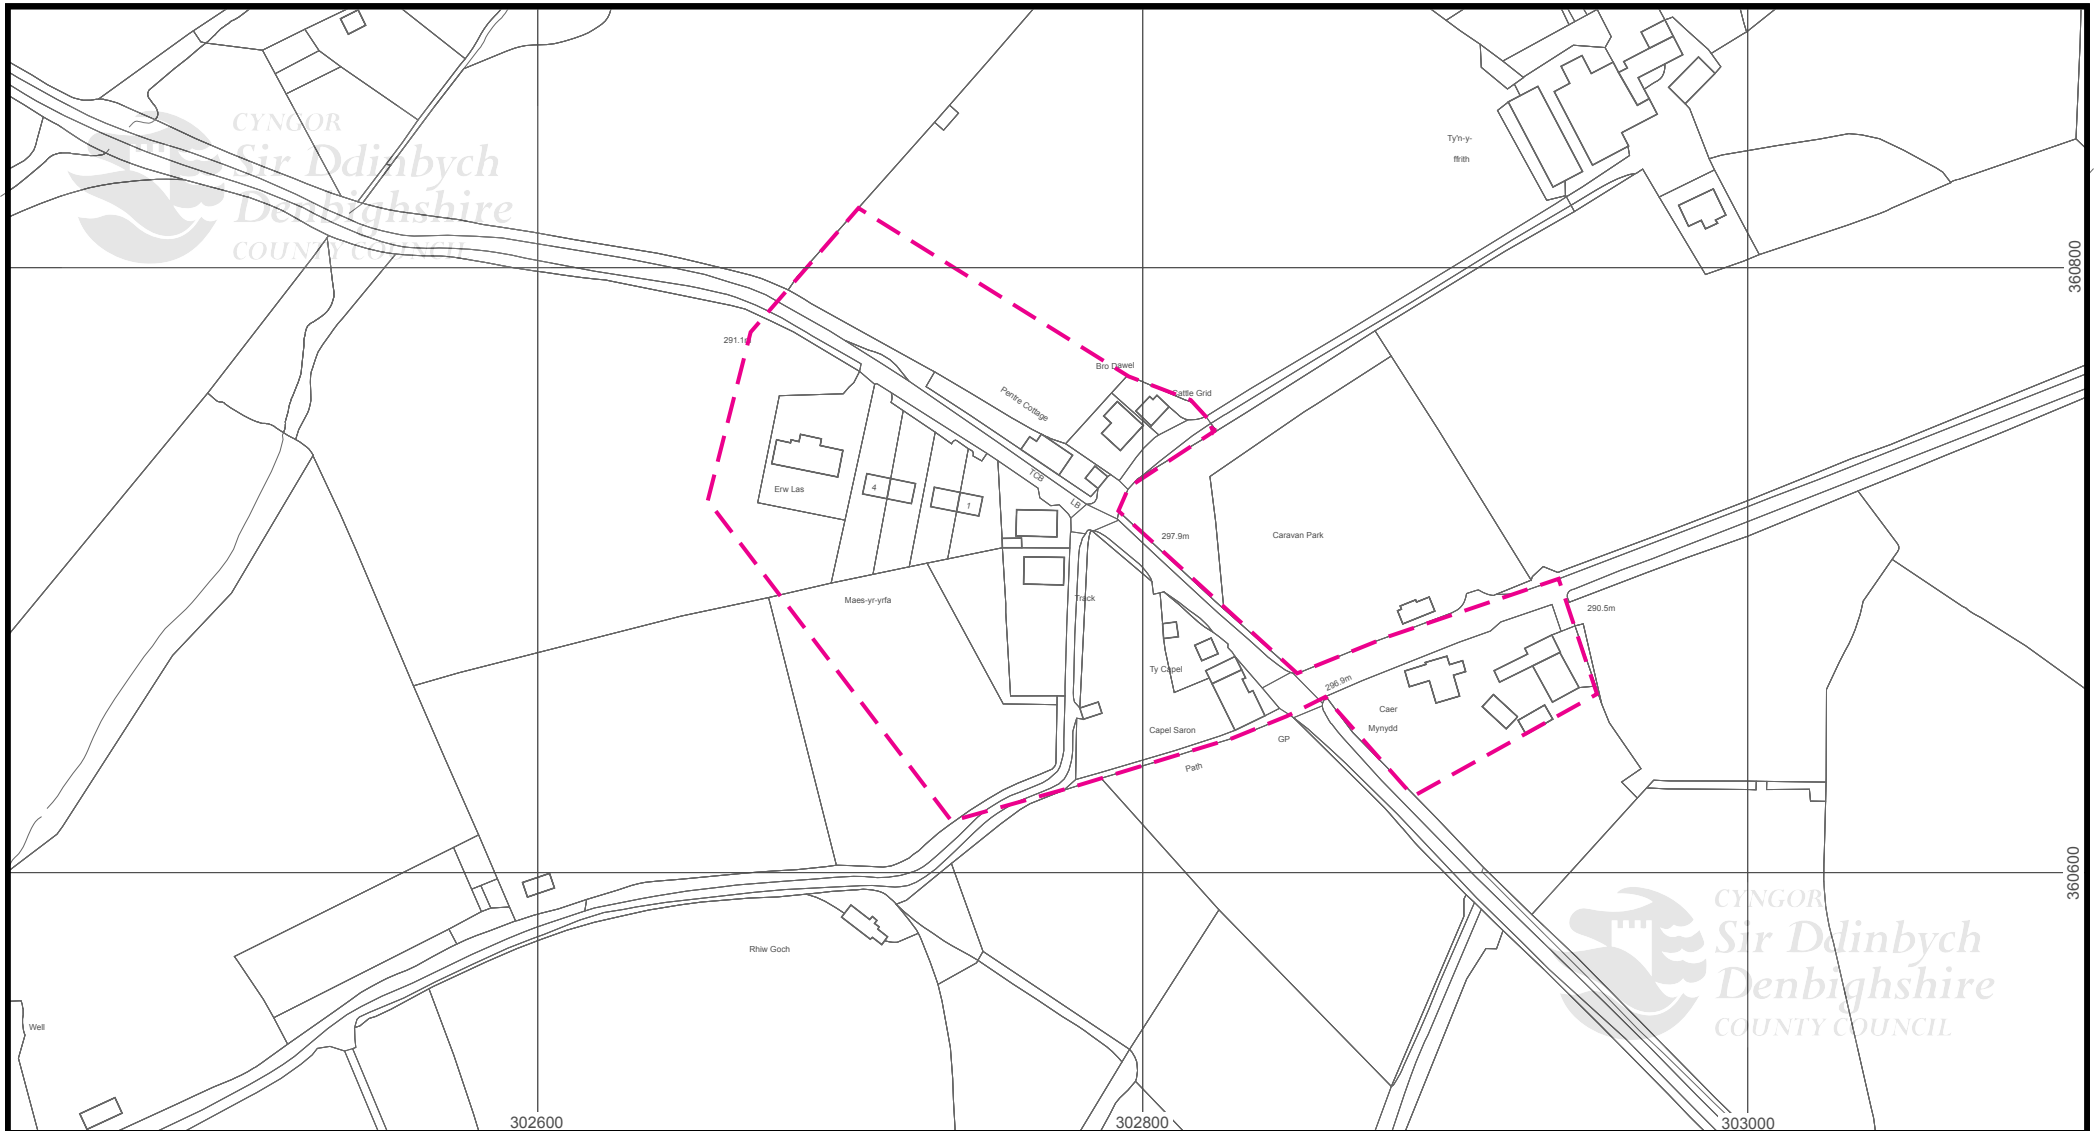 CYNGOR
Sir Ddinbych
Denbighshire
COUNTY COUNCIL
Ty'n-y-
ffrith
360800
291.1m
Bro Dawel
Cattle Grid
Pentre Cottage
TCB
LB
Erw Las
4
1
297.9m
Caravan Park
Maes-yr-yrfa
Track
290.5m
Ty Capel
296.9m
Caer
Mynydd
Capel Saron
GP
Path
360600
Rhiw Goch
Well
CYNGOR
Sir Ddinbych
Denbighshire
COUNTY COUNCIL
302600
302800
303000